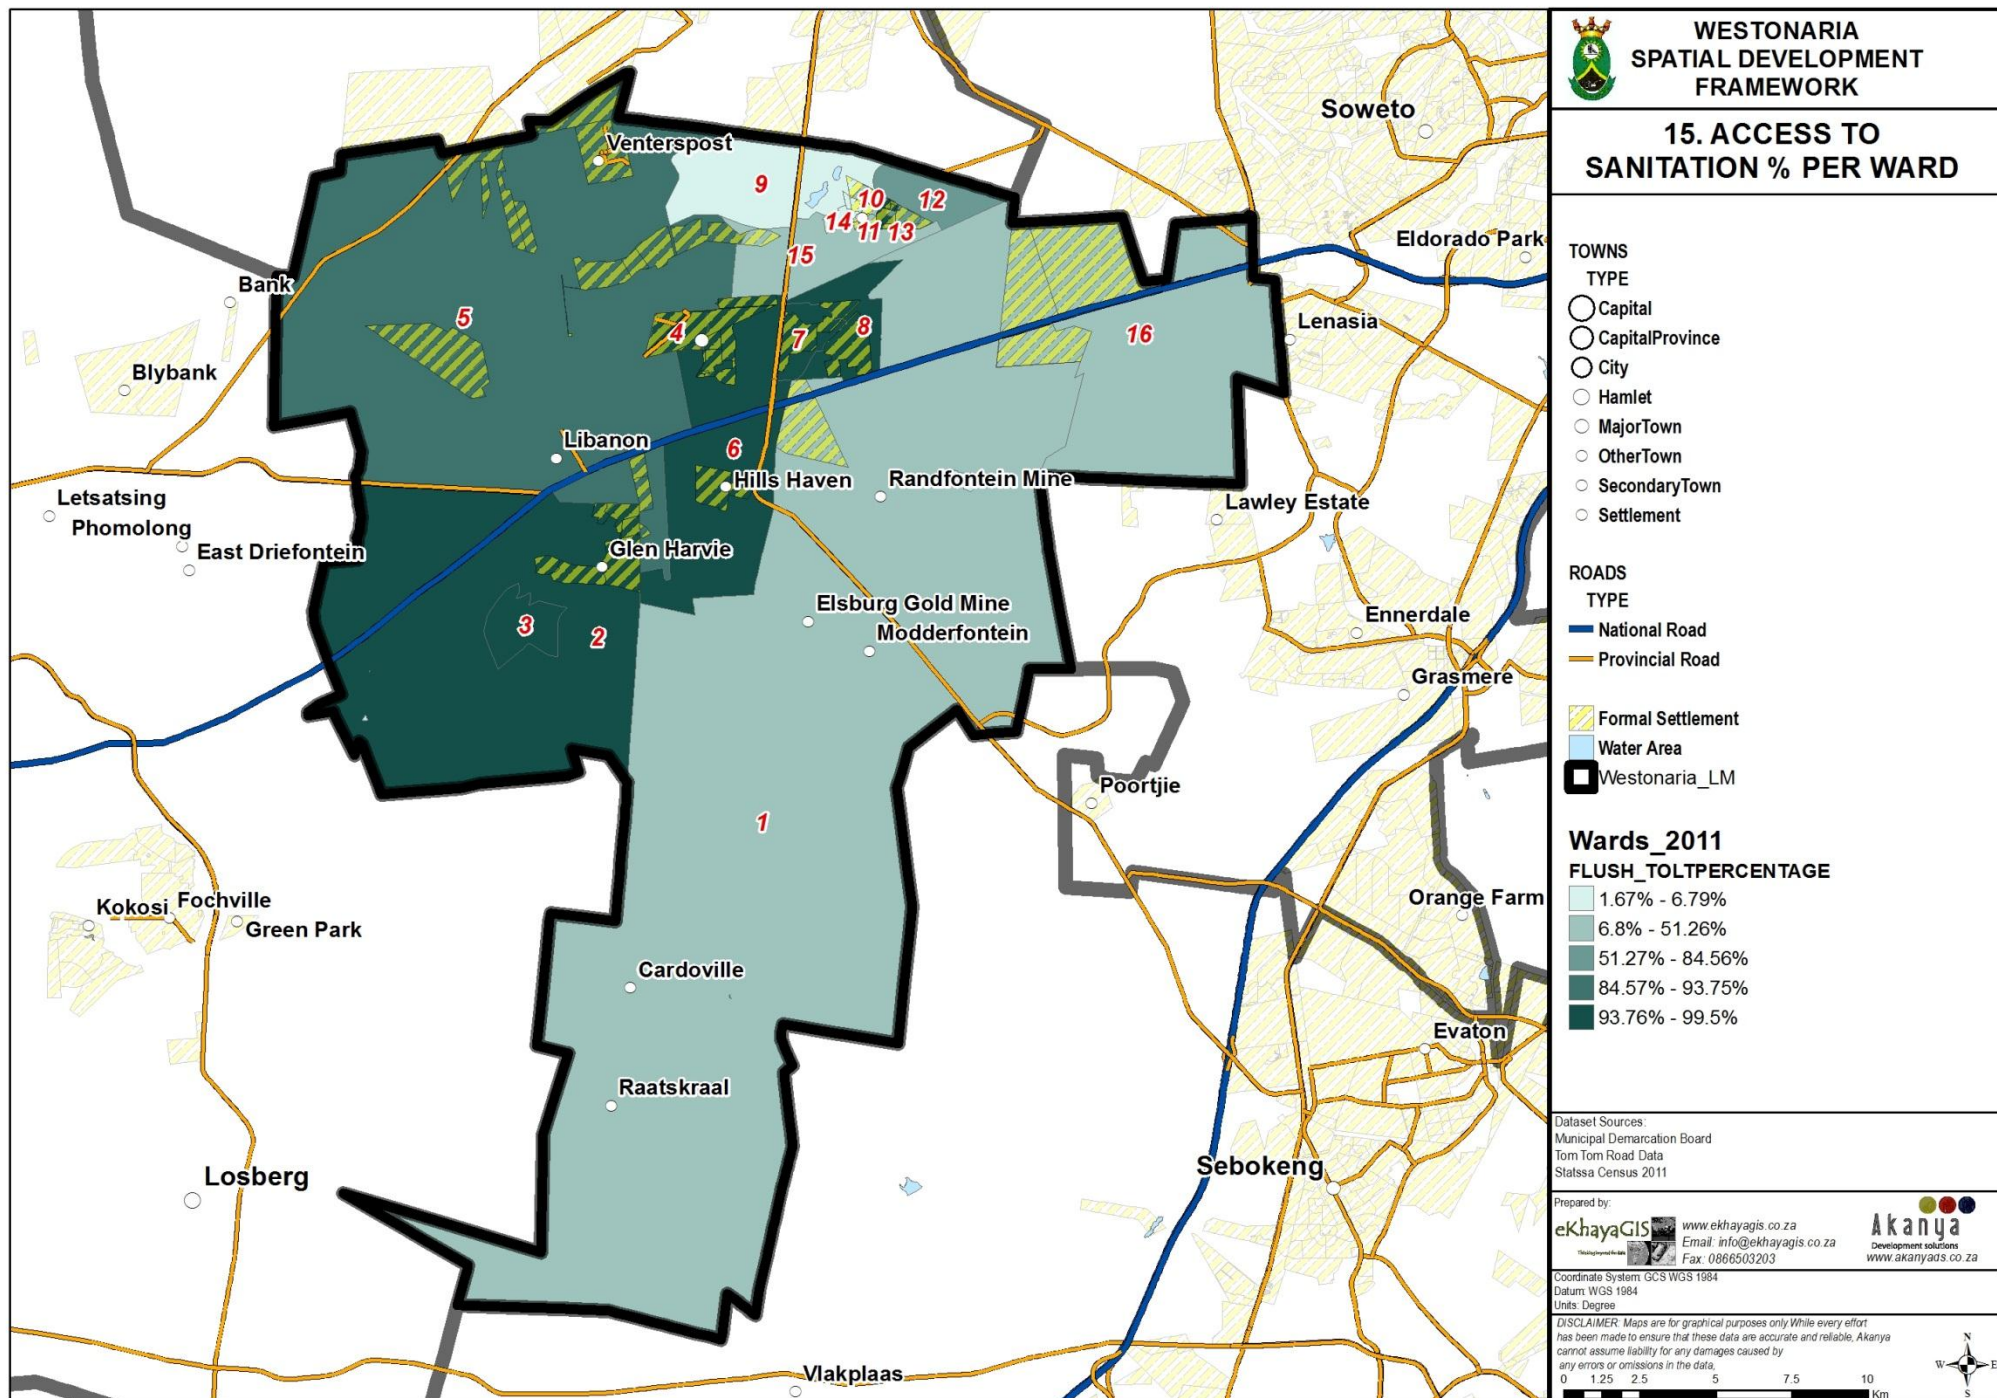 WESTONARIA
SPATIAL DEVELOPMENT
FRAMEWORK
15. ACCESS TO
SANITATION % PER WARD
TOWNS
TYPE
Capital
CapitalProvince
City
Hamlet
MajorTown
OtherTown
SecondaryTown
Settlement
ROADS
TYPE
National Road
Provincial Road
Formal Settlement
Water Area
Westonaria_LM
Wards_2011
FLUSH_TOLTPERCENTAGE
1.67% - 6.79%
6.8% - 51.26%
51.27% - 84.56%
84.57% - 93.75%
93.76% - 99.5%
Dataset Sources:
Municipal Demarcation Board
Tom Tom Road Data
Statssa Census 2011
Prepared by:
eKhayaGIS
www.ekhayagis.co.za
Email: info@ekhayagis.co.za
Fax: 0866503203
Akanya
Development solutions
www.akanyads.co.za
Coordinate System: GCS WGS 1984
Datum: WGS 1984
Units: Degree
DISCLAIMER: Maps are for graphical purposes only. While every effort
has been made to ensure that these data are accurate and reliable, Akanya
cannot assume liability for any damages caused by
any errors or omissions in the data,
0 1.25 2.5 5 7.5 10
Km
N
W E
S
Soweto
Venterspost
9
10
12
14
11
13
Eldorado Park
15
Bank
5
4
7
8
16
Lenasia
Blybank
Libanon
6
Hills Haven
Randfontein Mine
Letsatsing
Lawley Estate
Phomolong
East Driefontein
Glen Harvie
Elsburg Gold Mine
Ennerdale
3
2
Modderfontein
Grasmere
Poortjie
1
Kokosi
Fochville
Green Park
Orange Farm
Cardoville
Evaton
Raatskraal
Losberg
Sebokeng
Vlakplaas